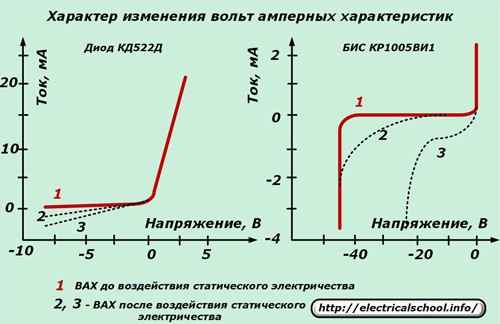 Характер изменения вольт амперных характеристик
Диод КД522Д
Ток, мА
20
10
0
1
2
3
Напряжение, В
-10
-5
0
5
БИС КР1005ВИ1
Ток, мА
2
0
-2
-4
1
2
3
Напряжение, В
-40
-20
0
1 ВАХ до воздействия статического электричества
2, 3 - ВАХ после воздействия статического
электричества
http://electricalschool.info/